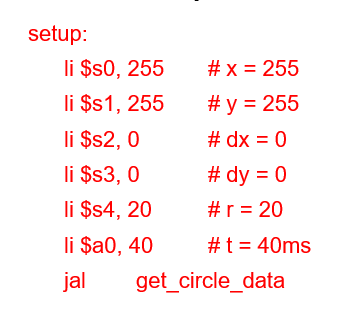 setup:
li $s0, 255 # x = 255
li $s1, 255 # y = 255
li $s2, 0 # dx = 0
li $s3, 0 # dy = 0
li $s4, 20 # r = 20
li $a0, 40 # t = 40ms
jal get_circle_data